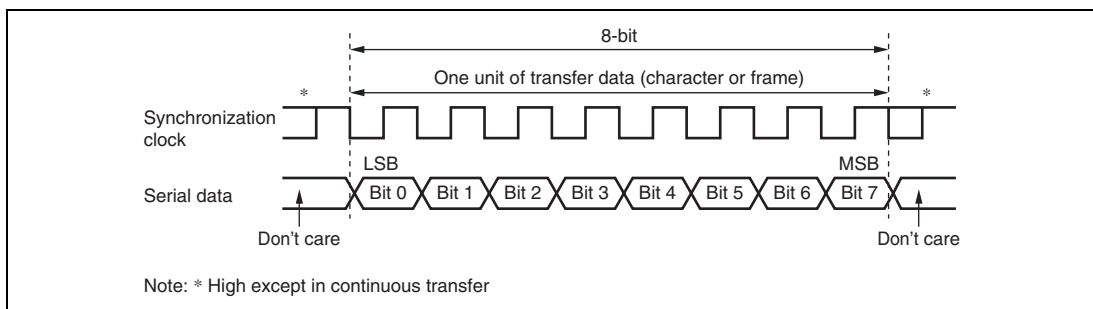 8-bit
One unit of transfer data (character or frame)
* *
Synchronization
clock
LSB MSB
Serial data Bit 0 Bit 1 Bit 2 Bit 3 Bit 4 Bit 5 Bit 6 Bit 7
Don't care Don't care
Note: * High except in continuous transfer